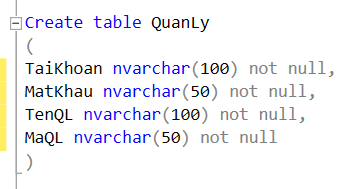 Create table QuanLy
(
TaiKhoan nvarchar(100) not null,
MatKhau nvarchar(50) not null,
TenQL nvarchar(100) not null,
MaQL nvarchar(50) not null
)